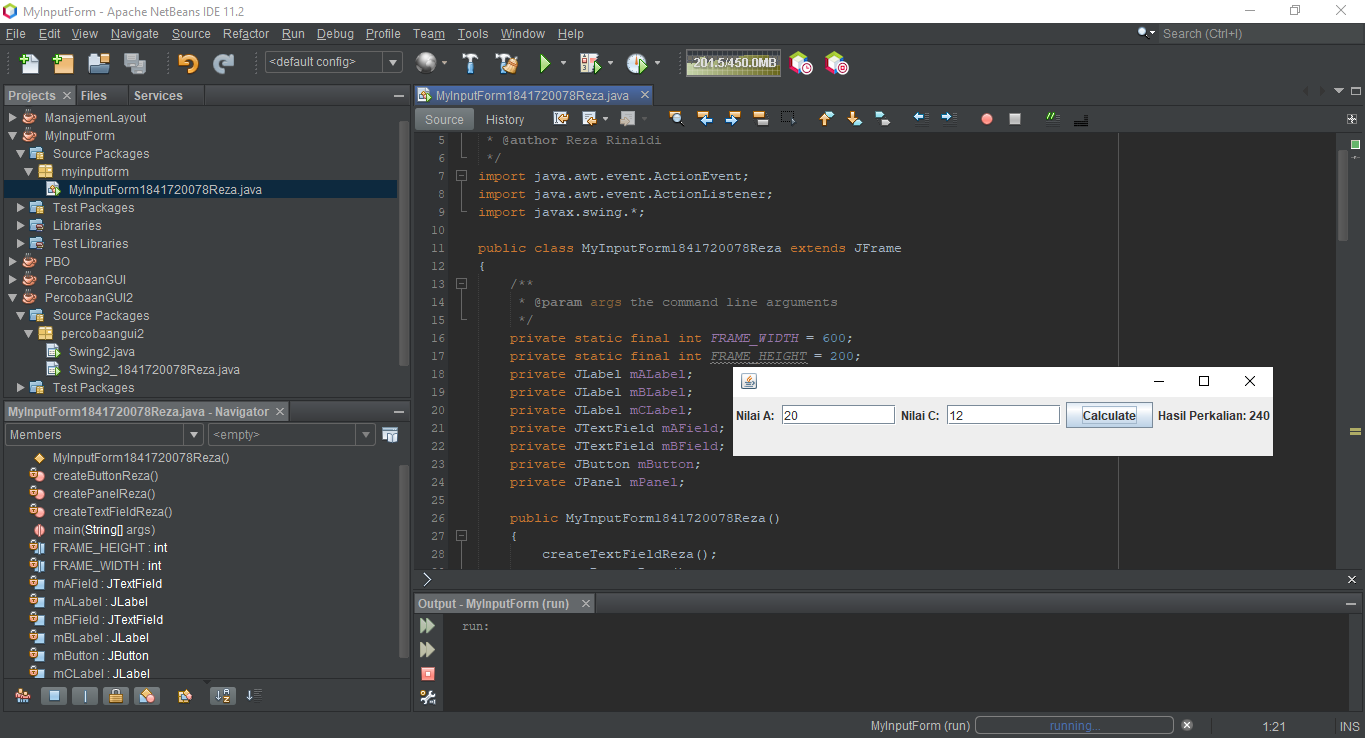 MyInputForm - Apache NetBeans IDE 11.2
File Edit View Navigate Source Refactor Run Debug Profile Team Tools Window Help
Search (Ctrl+I)
<default config>
201.5/450.0MB
Projects Files Services
ManajemenLayout
MyInputForm
Source Packages
myinputform
MyInputForm1841720078Reza.java
Test Packages
Libraries
Test Libraries
PBO
PercobaanGUI
PercobaanGUI2
Source Packages
percobaangui2
Swing2.java
Swing2_1841720078Reza.java
Test Packages
MyInputForm1841720078Reza.java - Navigator
Members
<empty>
MyInputForm1841720078Reza()
createButtonReza()
createPanelReza()
createTextFieldReza()
main(String[] args)
FRAME_HEIGHT : int
FRAME_WIDTH : int
mAField : JTextField
mALabel : JLabel
mBField : JTextField
mBLabel : JLabel
mButton : JButton
mCLabel : JLabel
MyInputForm1841720078Reza.java
Source History
5 * @author Reza Rinaldi
6 */
7 import java.awt.event.ActionEvent;
8 import java.awt.event.ActionListener;
9 import javax.swing.*;
10
11 public class MyInputForm1841720078Reza extends JFrame
12 {
13 /**
14 * @param args the command line arguments
15 */
16 private static final int FRAME_WIDTH = 600;
17 private static final int FRAME_HEIGHT = 200;
18 private JLabel mALabel;
19 private JLabel mBLabel;
20 private JLabel mCLabel;
21 private JTextField mAField;
22 private JTextField mBField;
23 private JButton mButton;
24 private JPanel mPanel;
25
26 public MyInputForm1841720078Reza()
27 {
28 createTextFieldReza();
Nilai A: 20 Nilai C: 12 Calculate Hasil Perkalian: 240
Output - MyInputForm (run)
run:
MyInputForm (run) running... 1:21 INS